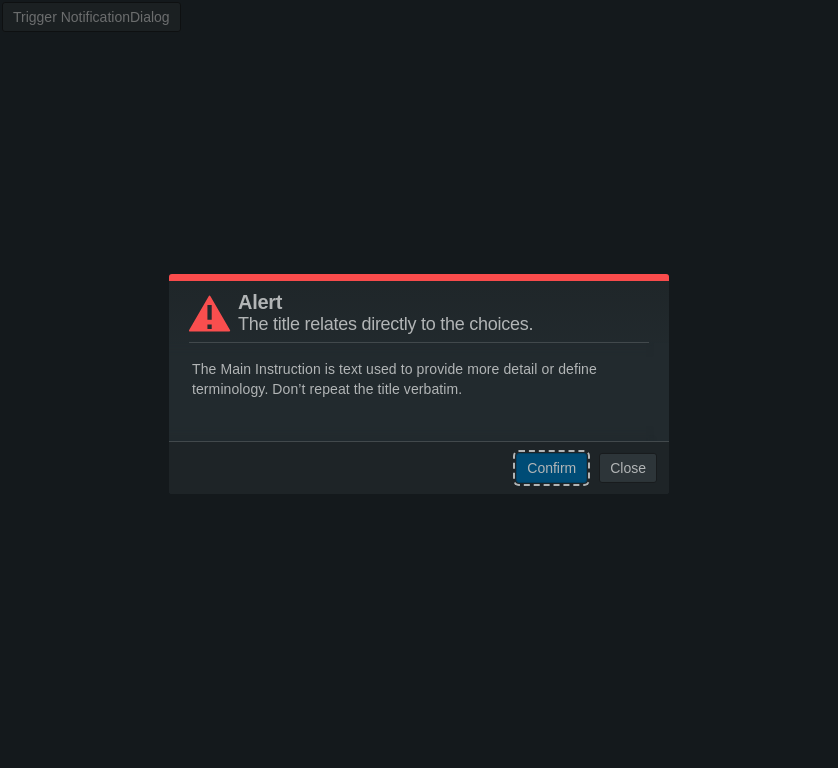 Trigger NotificationDialog
Alert
The title relates directly to the choices.
The Main Instruction is text used to provide more detail or define
terminology. Don’t repeat the title verbatim.
Confirm
Close